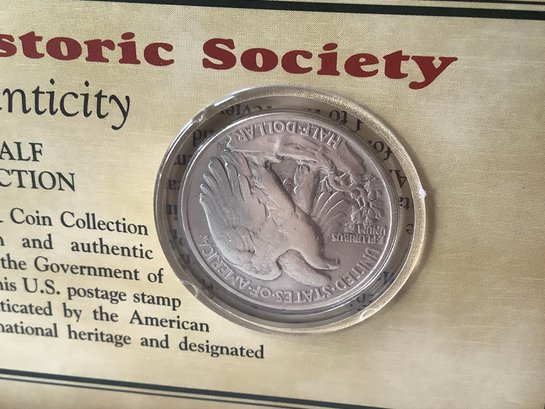 storic Society
nticity
ALF
CTION
. Coin Collection
n and authentic
the Government of
his U.S. postage stamp
ticated by the American
national heritage and designated
HALF·DOLLAR
E·PLURIBUS
UNUM
UNITED·STATES·OF·AMERICA